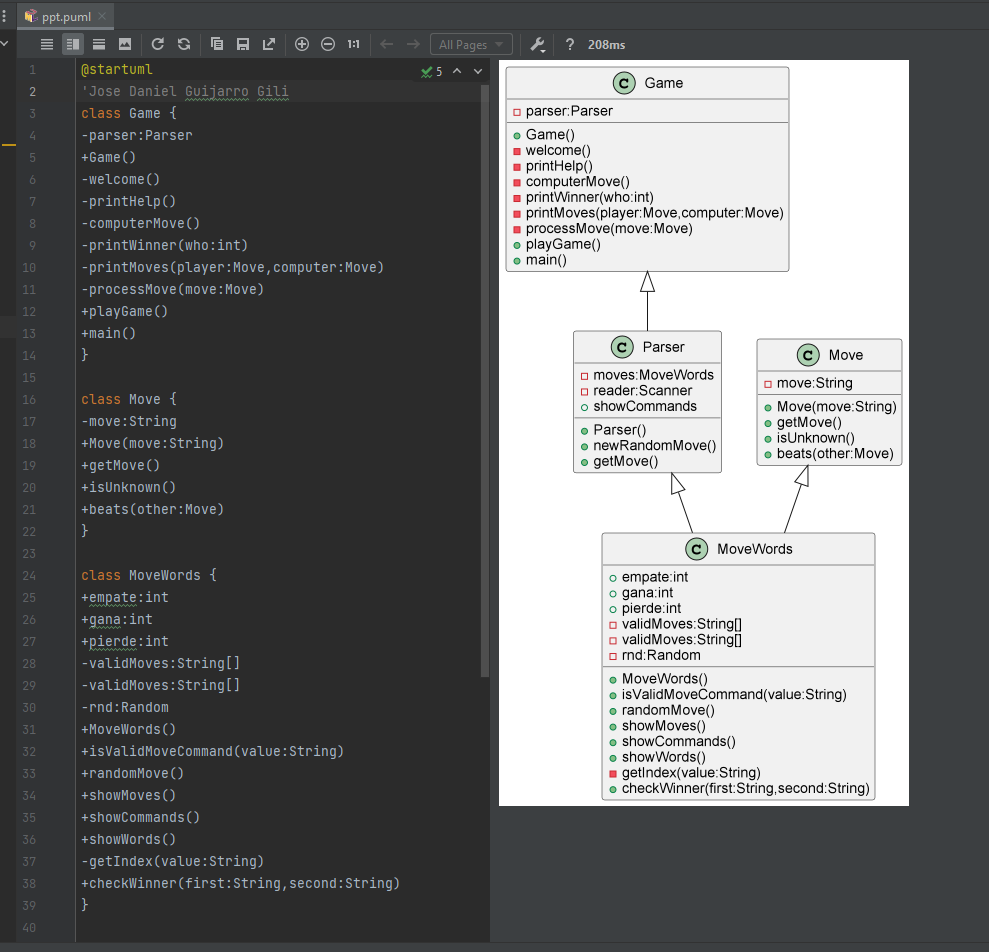 ppt.puml
1:1
All Pages
?
208ms
5
1 @startuml
2 'Jose Daniel Guijarro Gili
3 class Game {
4 -parser:Parser
5 +Game()
6 -welcome()
7 -printHelp()
8 -computerMove()
9 -printWinner(who:int)
10 -printMoves(player:Move,computer:Move)
11 -processMove(move:Move)
12 +playGame()
13 +main()
14 }
15
16 class Move {
17 -move:String
18 +Move(move:String)
19 +getMove()
20 +isUnknown()
21 +beats(other:Move)
22 }
23
24 class MoveWords {
25 +empate:int
26 +gana:int
27 +pierde:int
28 -validMoves:String[]
29 -validMoves:String[]
30 -rnd:Random
31 +MoveWords()
32 +isValidMoveCommand(value:String)
33 +randomMove()
34 +showMoves()
35 +showCommands()
36 +showWords()
37 -getIndex(value:String)
38 +checkWinner(first:String,second:String)
39 }
40
C Game
parser:Parser
Game()
welcome()
printHelp()
computerMove()
printWinner(who:int)
printMoves(player:Move,computer:Move)
processMove(move:Move)
playGame()
main()
C Parser
moves:MoveWords
reader:Scanner
showCommands
Parser()
newRandomMove()
getMove()
C Move
move:String
Move(move:String)
getMove()
isUnknown()
beats(other:Move)
C MoveWords
empate:int
gana:int
pierde:int
validMoves:String[]
validMoves:String[]
rnd:Random
MoveWords()
isValidMoveCommand(value:String)
randomMove()
showMoves()
showCommands()
showWords()
getIndex(value:String)
checkWinner(first:String,second:String)